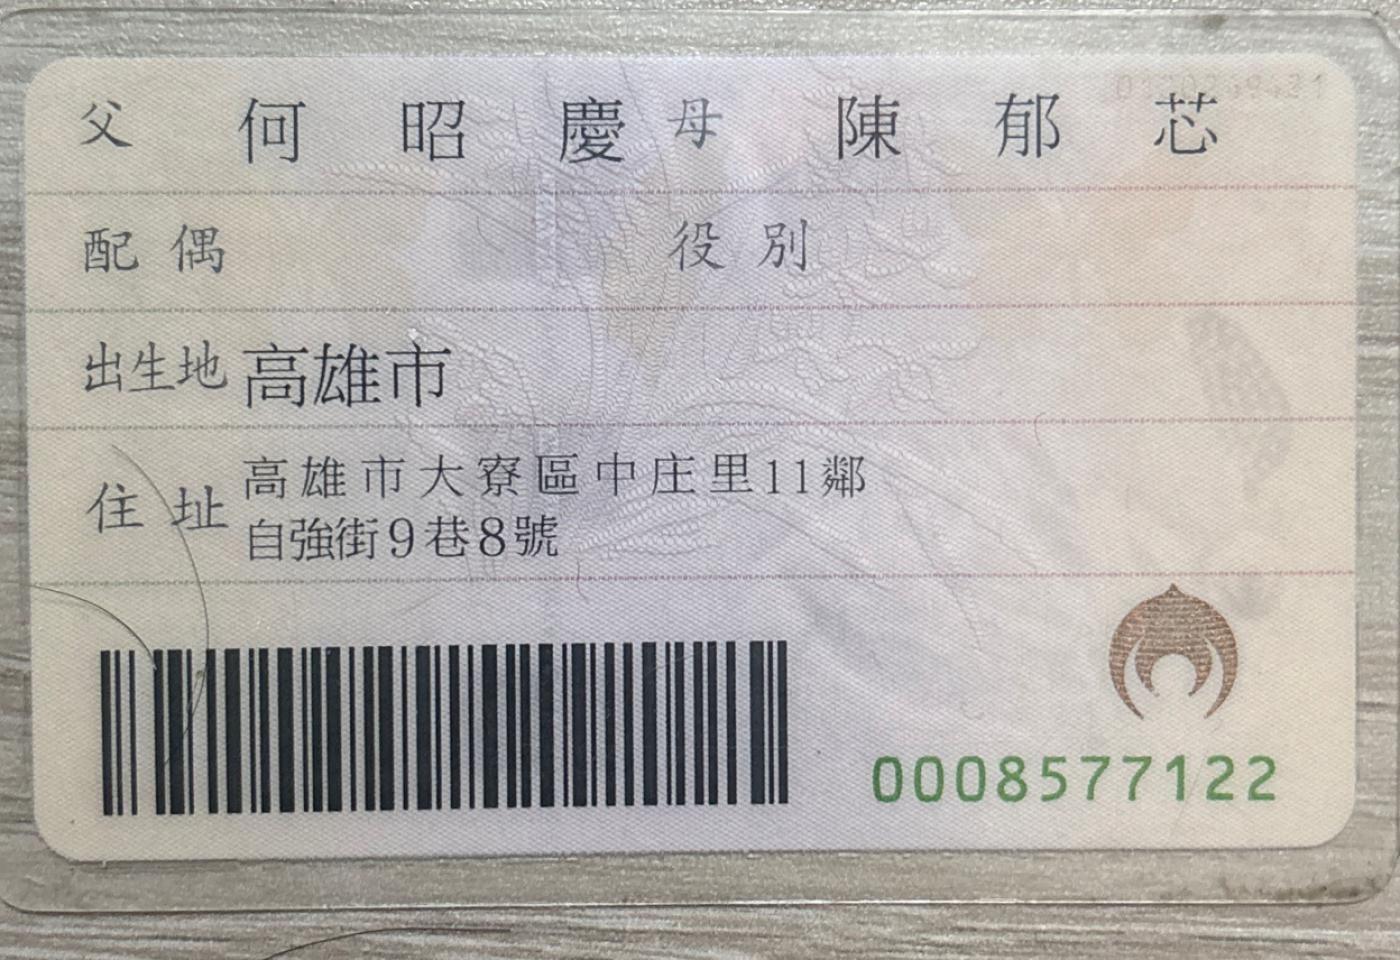 父 何昭慶 母 陳郁芯
配偶 役別
出生地 高雄市
住址 高雄市大寮區中庄里11鄰
自強街9巷8號
0008577122